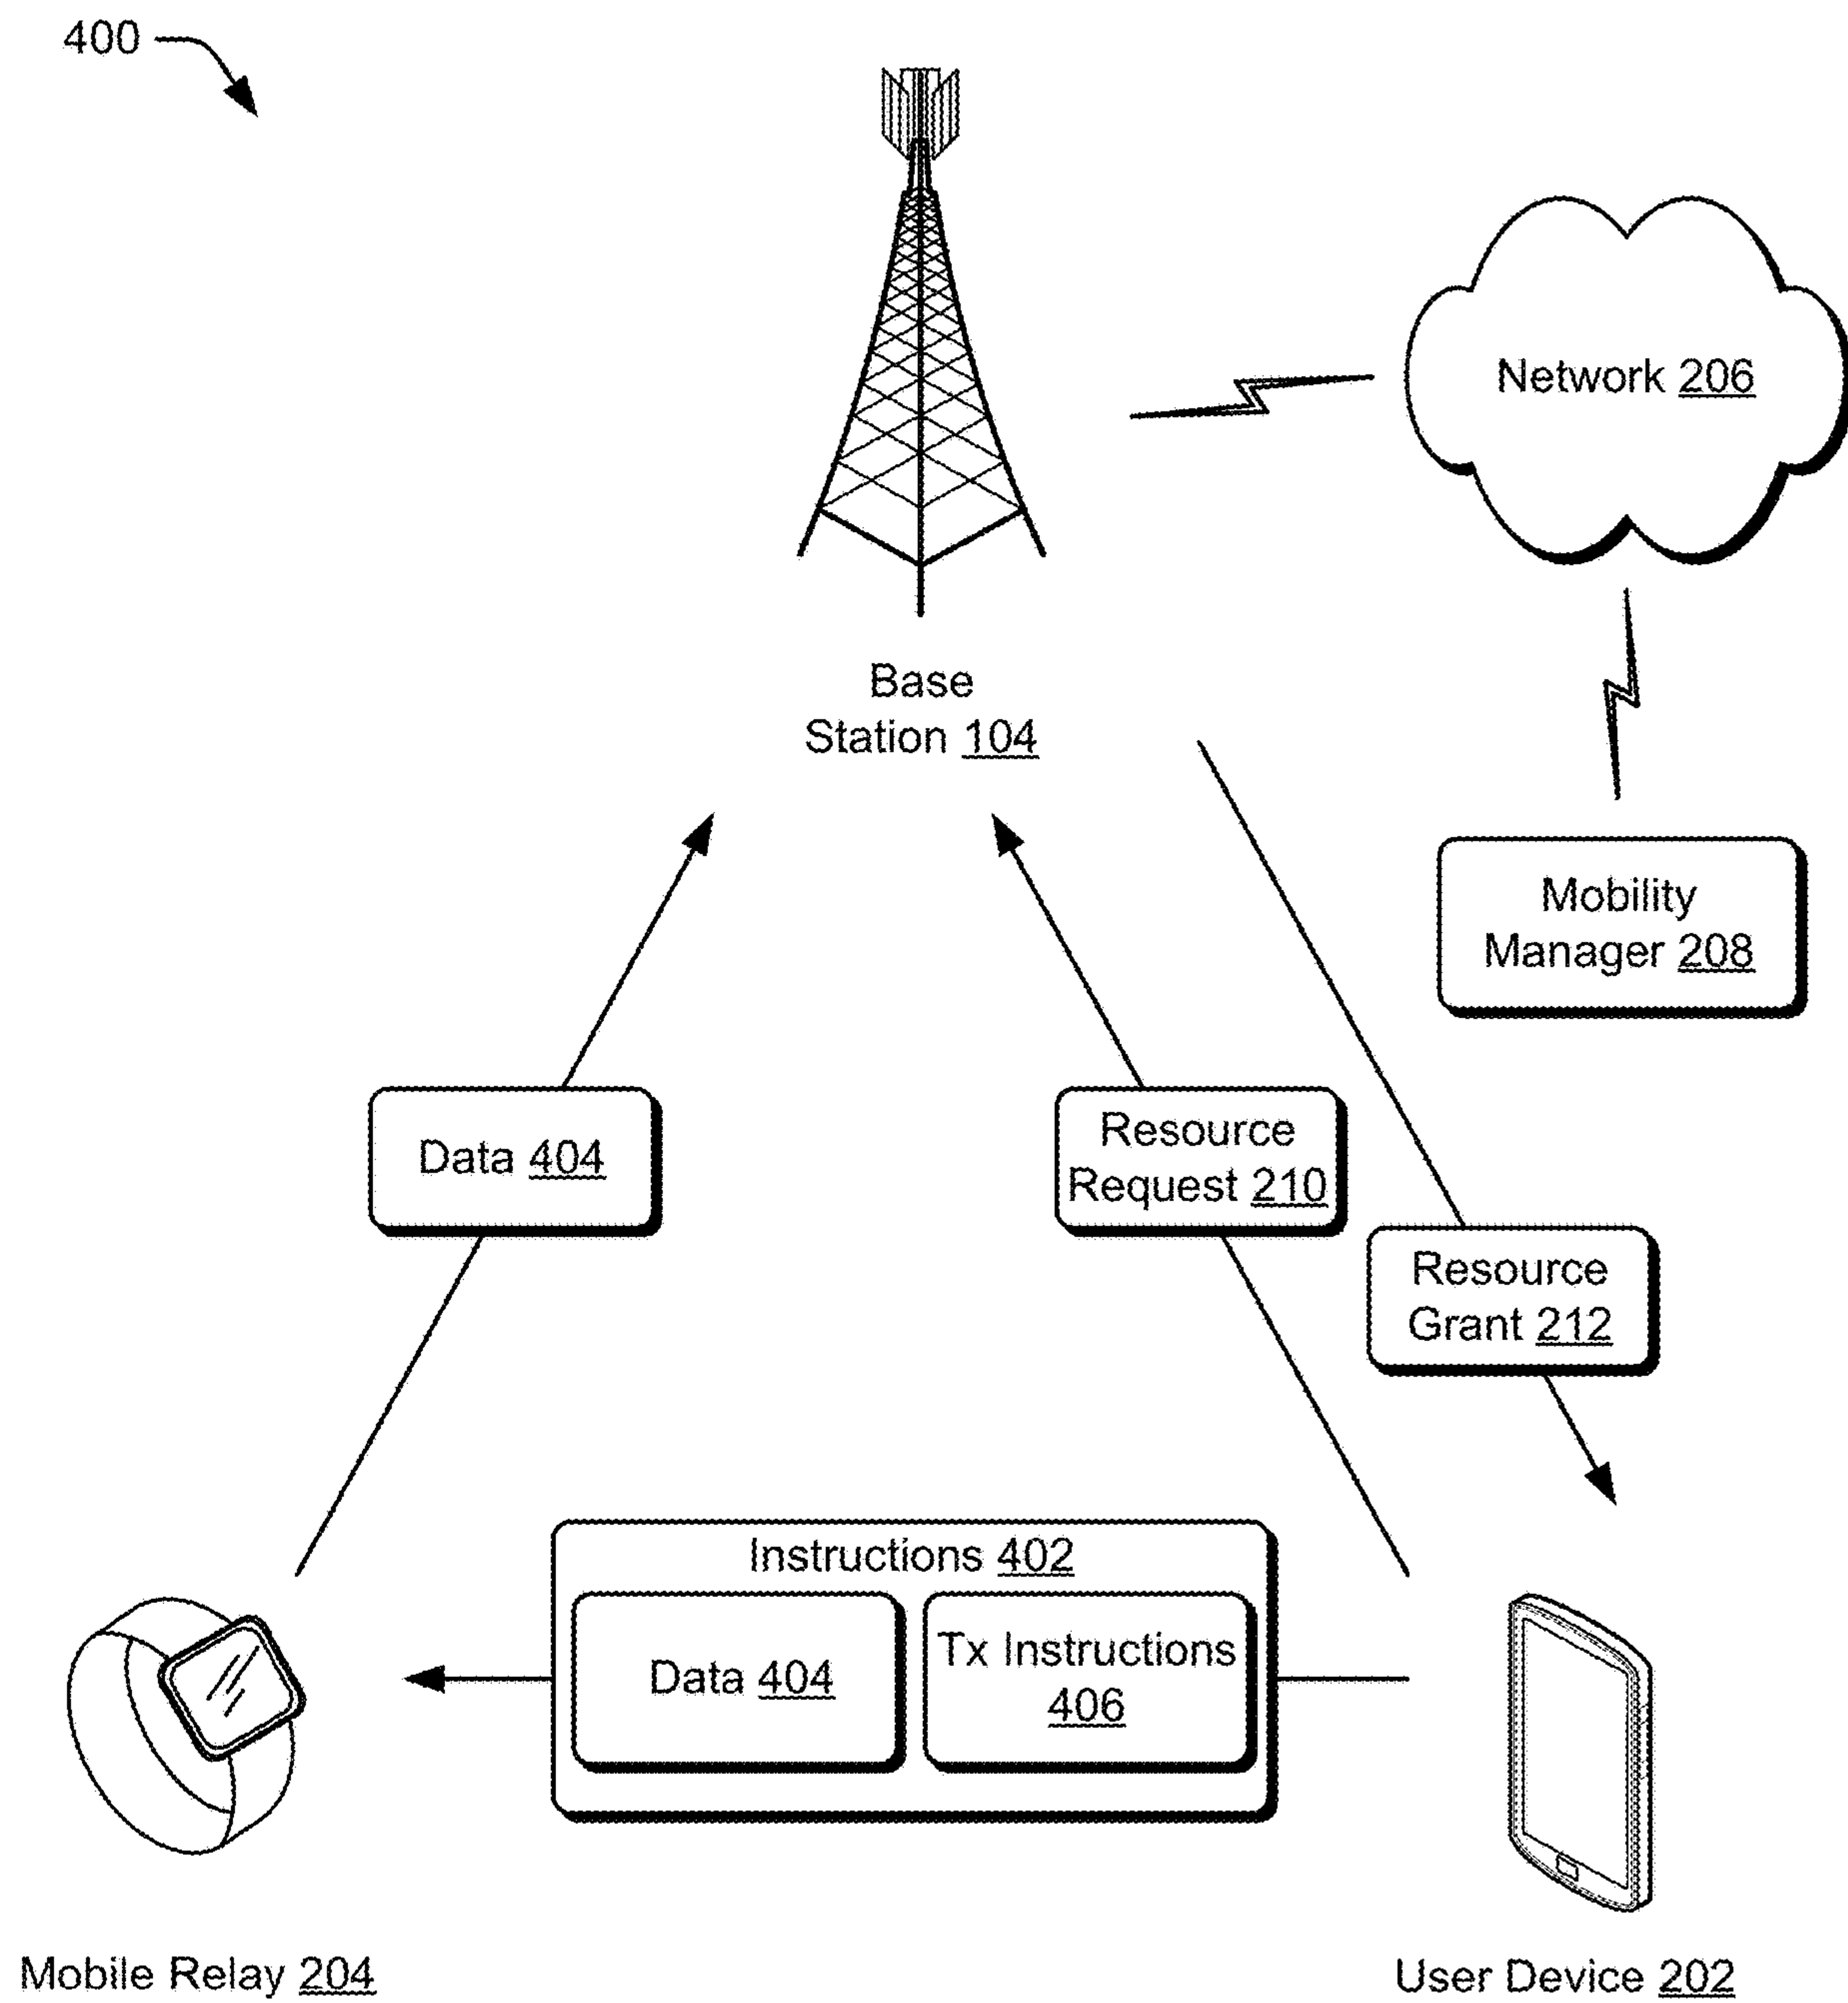 400
Network 206
Base
Station 104
Mobility
Manager 208
Data 404
Resource
Request 210
Resource
Grant 212
Instructions 402
Data 404
Tx Instructions
406
Mobile Relay 204
User Device 202